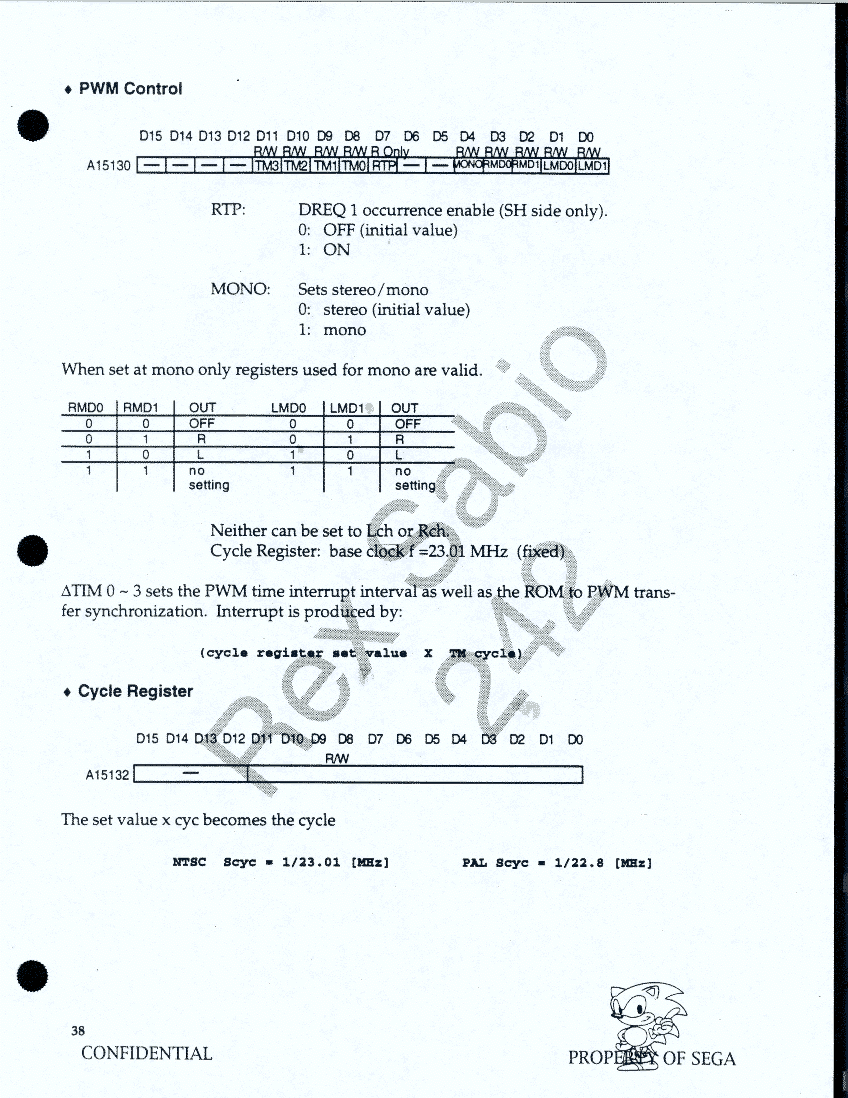 ♦ PWM Control
D15 D14 D13 D12 D11 D10 D9 D8 D7 D6 D5 D4 D3 D2 D1 D0
R/W R/W R/W R/W R Only R/W R/W R/W R/W R/W
A15130 — — — — TM3 TM2 TM1 TM0 RTP — — MONO RMD0 RMD1 LMD0 LMD1
RTP: DREQ 1 occurrence enable (SH side only).
0: OFF (initial value)
1: ON
MONO: Sets stereo/mono
0: stereo (initial value)
1: mono
When set at mono only registers used for mono are valid.
RMD0 RMD1 OUT LMD0 LMD1 OUT
0 0 OFF 0 0 OFF
0 1 R 0 1 R
1 0 L 1 0 L
1 1 no 1 1 no
setting setting
Neither can be set to Lch or Rch.
Cycle Register: base clock f =23.01 MHz (fixed)
ΔTIM 0 ~ 3 sets the PWM time interrupt interval as well as the ROM to PWM trans-
fer synchronization. Interrupt is produced by:
(cycle register set value X TM cycle)
♦ Cycle Register
D15 D14 D13 D12 D11 D10 D9 D8 D7 D6 D5 D4 D3 D2 D1 D0
R/W
A15132 —
The set value x cyc becomes the cycle
NTSC Scyc = 1/23.01 [MHz] PAL Scyc = 1/22.8 [MHz]
Rex Sabio
242
38
CONFIDENTIAL
PROPERTY OF SEGA